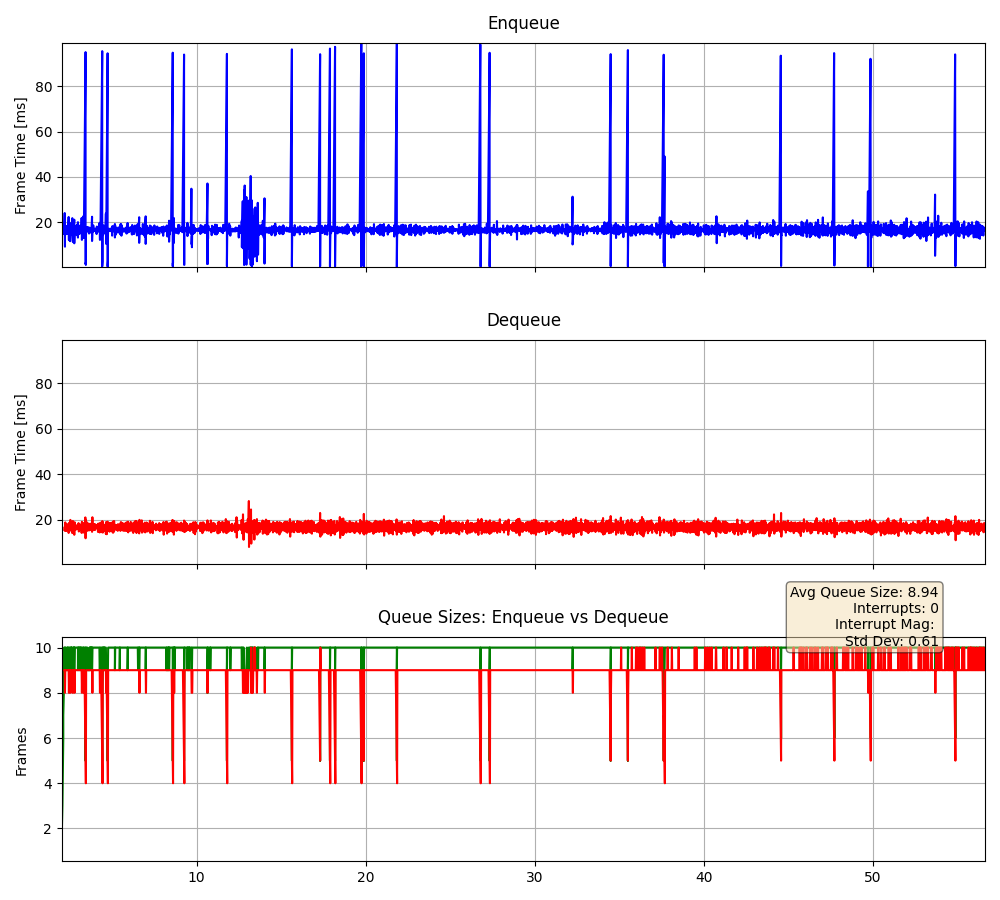 Enqueue
Frame Time [ms]
80
60
40
20
Dequeue
Frame Time [ms]
80
60
40
20
Avg Queue Size: 8.94
Interrupts: 0
Interrupt Mag:
Std Dev: 0.61
Queue Sizes: Enqueue vs Dequeue
Frames
10
8
6
4
2
10 20 30 40 50